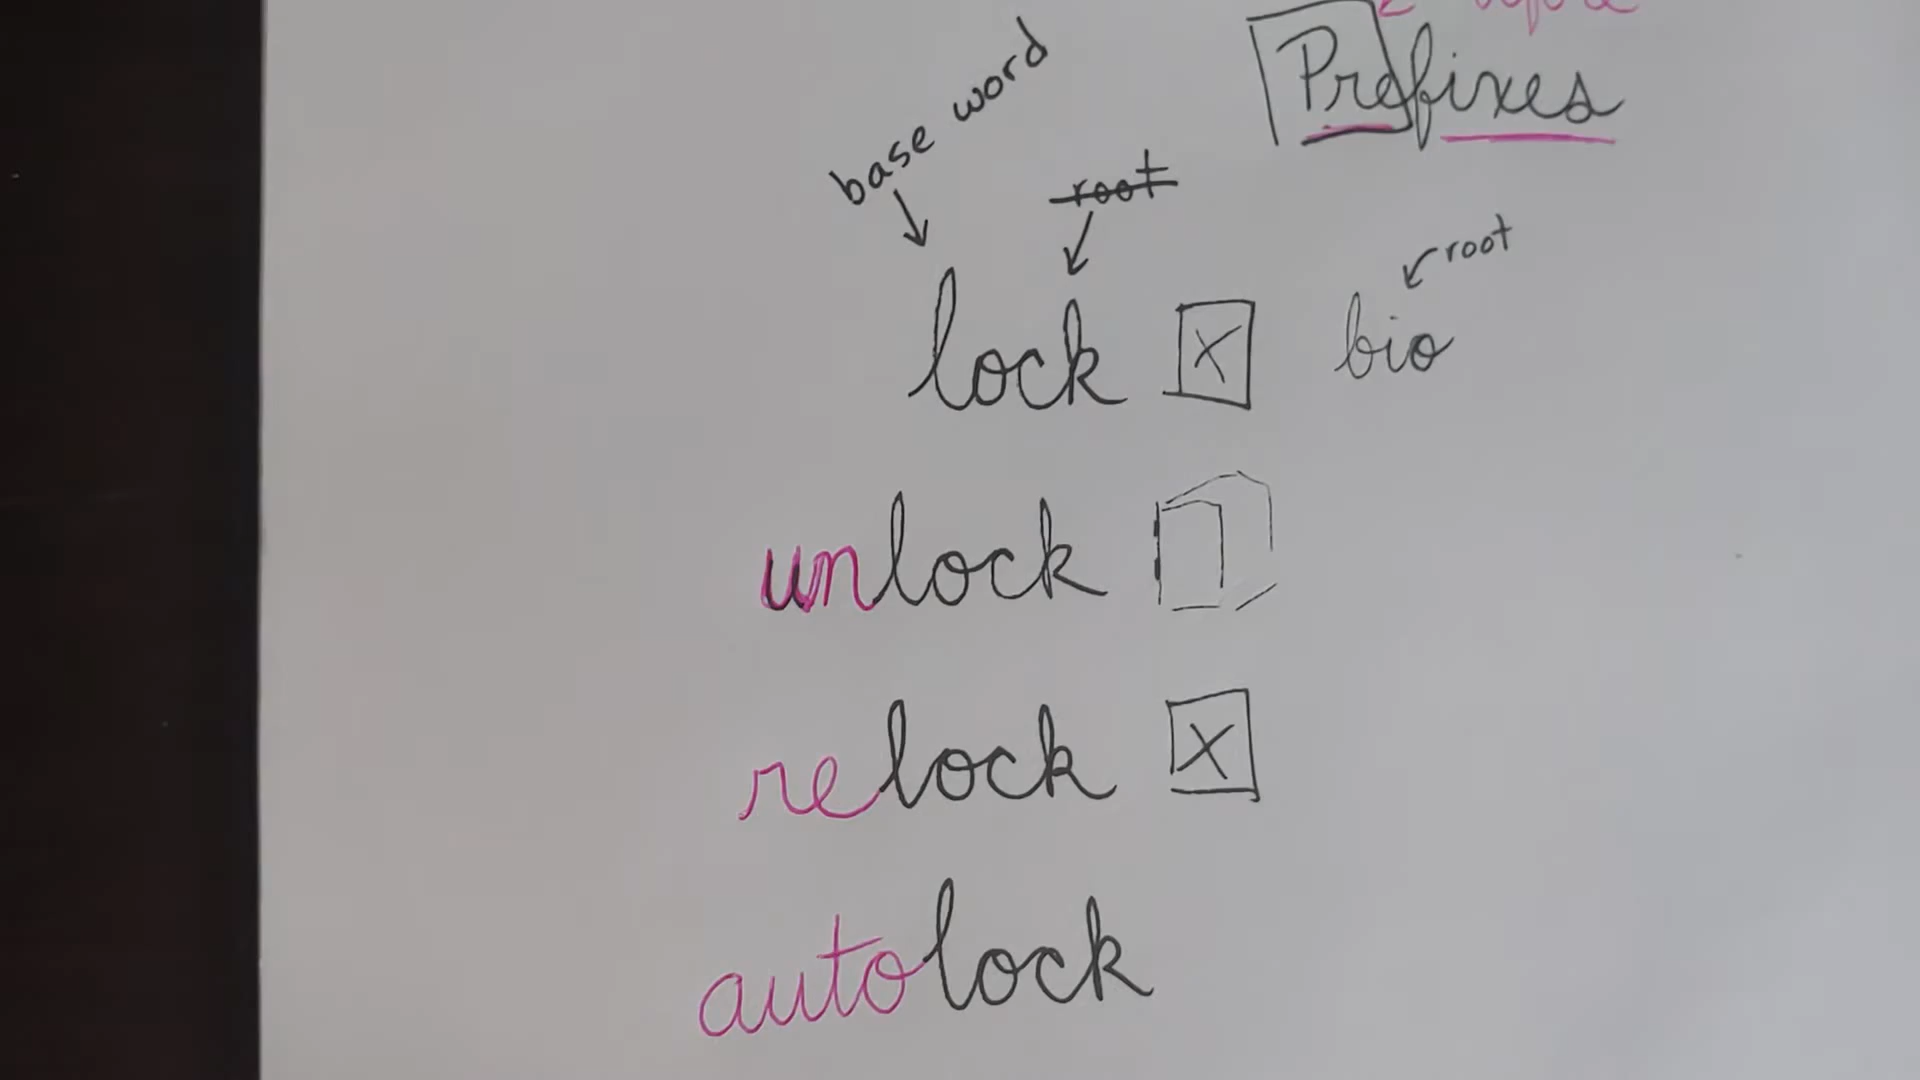 Prefixes
base word
root
root
lock X bio
unlock
relock X
autolock